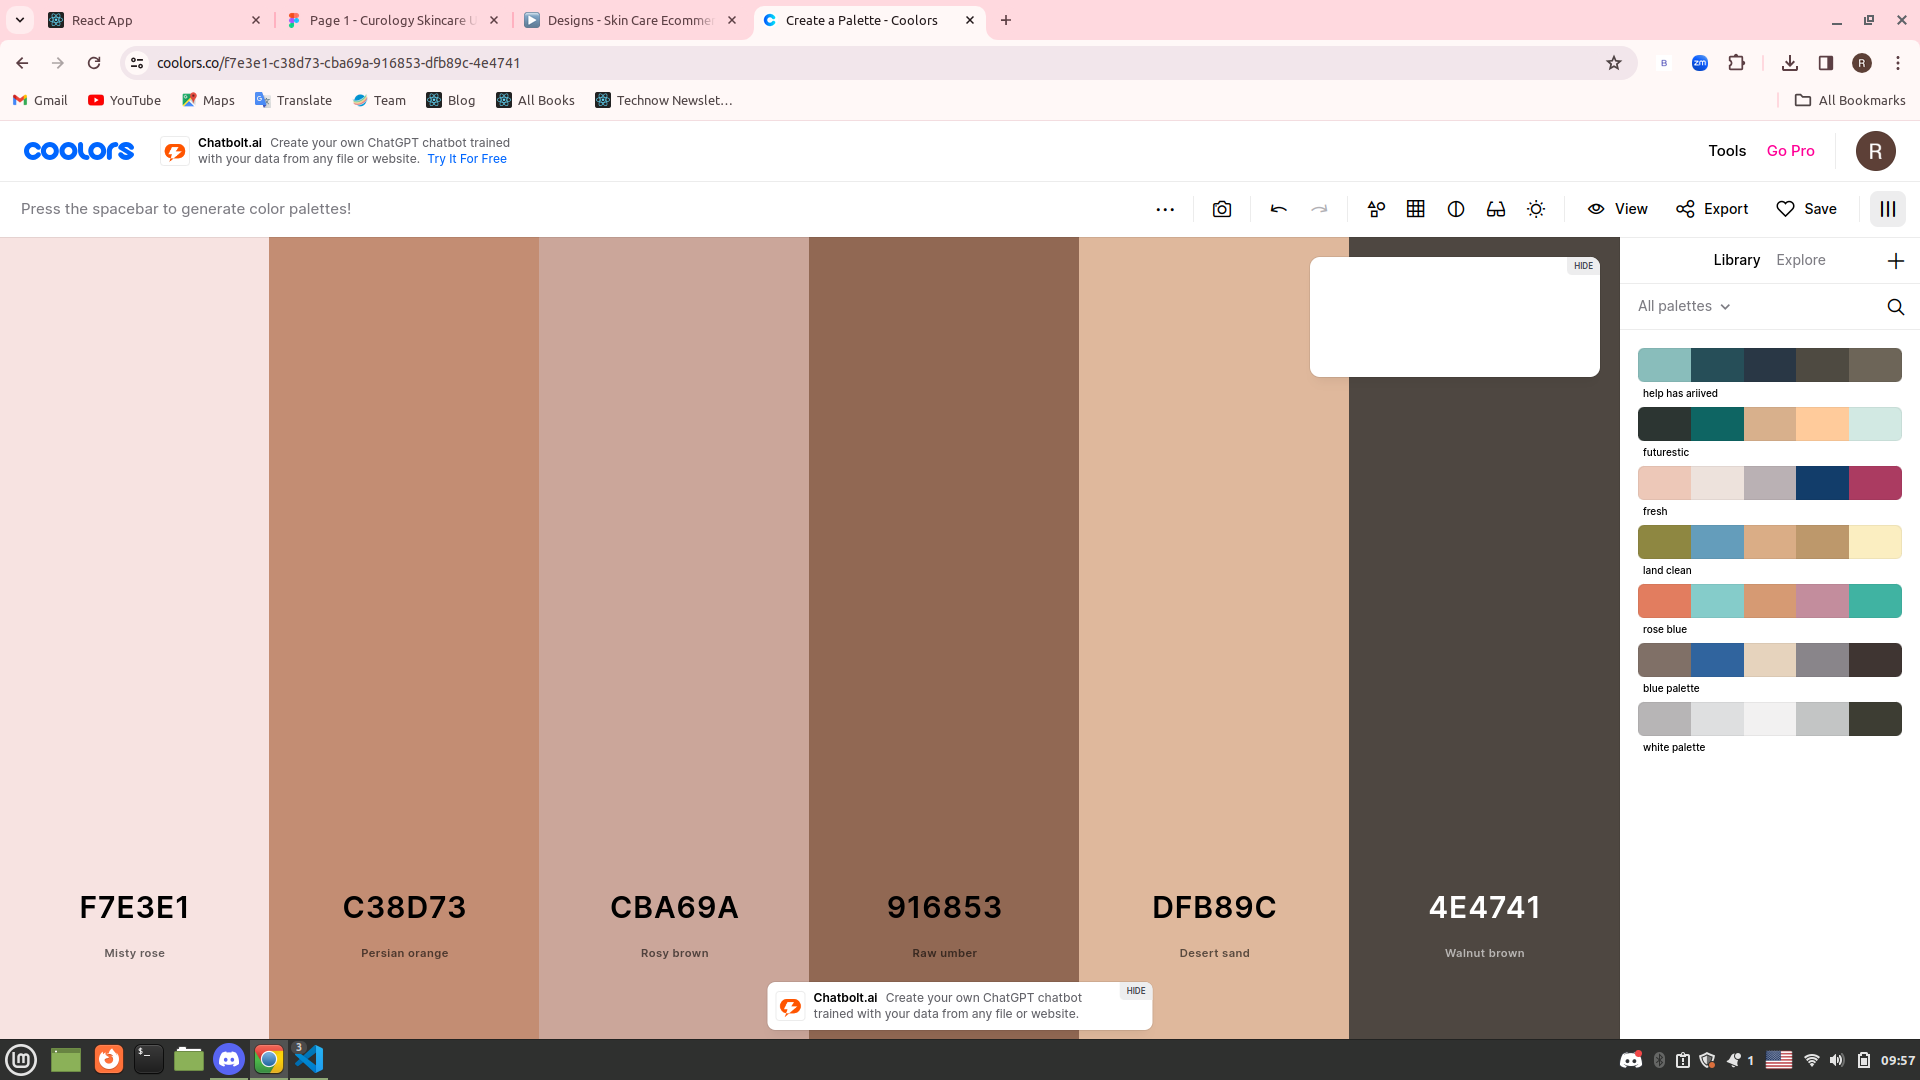 React App
Page 1 - Curology Skincare U
Designs - Skin Care Ecomme
Create a Palette - Coolors
coolors.co/f7e3e1-c38d73-cba69a-916853-dfb89c-4e4741
B
zm
R
Gmail
YouTube
Maps
Translate
Team
Blog
All Books
Technow Newslet...
All Bookmarks
coolors
Chatbolt.ai Create your own ChatGPT chatbot trained
with your data from any file or website. Try It For Free
Tools
Go Pro
R
Press the spacebar to generate color palettes!
View
Export
Save
HIDE
Library
Explore
All palettes
help has ariived
futurestic
fresh
land clean
rose blue
blue palette
white palette
F7E3E1
C38D73
CBA69A
916853
DFB89C
4E4741
Misty rose
Persian orange
Rosy brown
Raw umber
Desert sand
Walnut brown
Chatbolt.ai Create your own ChatGPT chatbot
trained with your data from any file or website.
HIDE
3
1
09:57